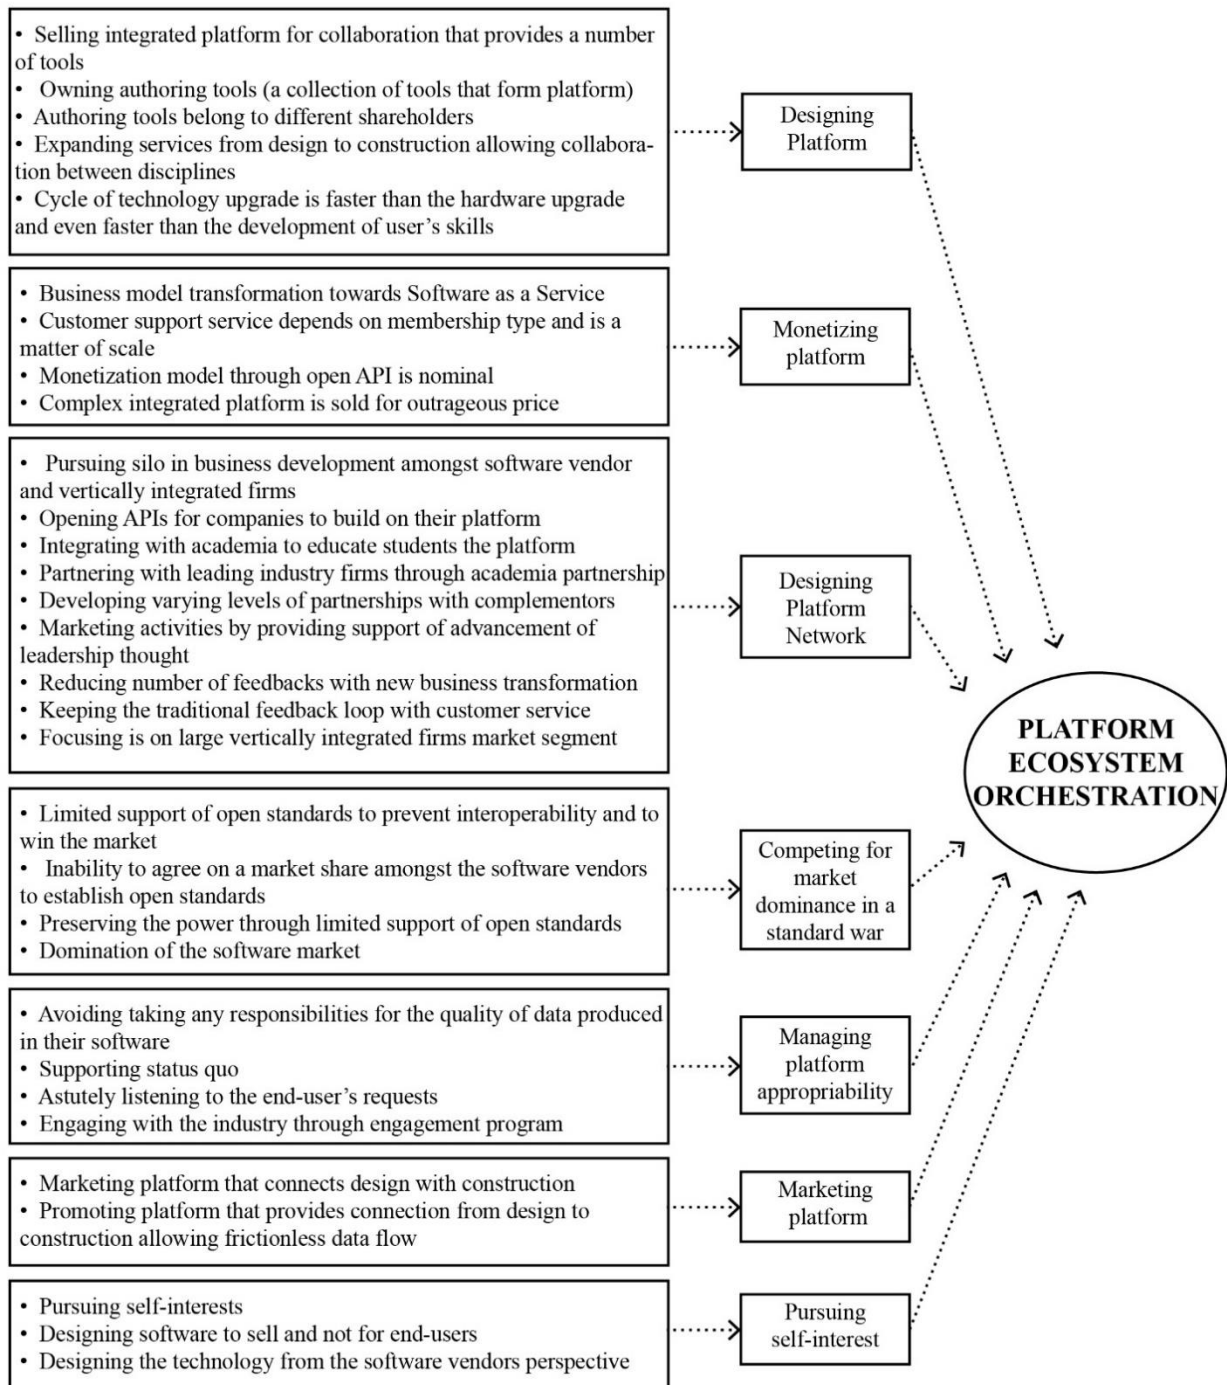 • Selling integrated platform for collaboration that provides a number
of tools
• Owning authoring tools (a collection of tools that form platform)
• Authoring tools belong to different shareholders
• Expanding services from design to construction allowing collabora-
tion between disciplines
• Cycle of technology upgrade is faster than the hardware upgrade
and even faster than the development of user's skills
Designing
Platform
• Business model transformation towards Software as a Service
• Customer support service depends on membership type and is a
matter of scale
• Monetization model through open API is nominal
• Complex integrated platform is sold for outrageous price
Monetizing
platform
• Pursuing silo in business development amongst software vendor
and vertically integrated firms
• Opening APIs for companies to build on their platform
• Integrating with academia to educate students the platform
• Partnering with leading industry firms through academia partnership
• Developing varying levels of partnerships with complementors
• Marketing activities by providing support of advancement of
leadership thought
• Reducing number of feedbacks with new business transformation
• Keeping the traditional feedback loop with customer service
• Focusing is on large vertically integrated firms market segment
Designing
Platform
Network
• Limited support of open standards to prevent interoperability and to
win the market
• Inability to agree on a market share amongst the software vendors
to establish open standards
• Preserving the power through limited support of open standards
• Domination of the software market
Competing for
market
dominance in a
standard war
• Avoiding taking any responsibilities for the quality of data produced
in their software
• Supporting status quo
• Astutely listening to the end-user's requests
• Engaging with the industry through engagement program
Managing
platform
appropriability
• Marketing platform that connects design with construction
• Promoting platform that provides connection from design to
construction allowing frictionless data flow
Marketing
platform
• Pursuing self-interests
• Designing software to sell and not for end-users
• Designing the technology from the software vendors perspective
Pursuing
self-interest
PLATFORM
ECOSYSTEM
ORCHESTRATION